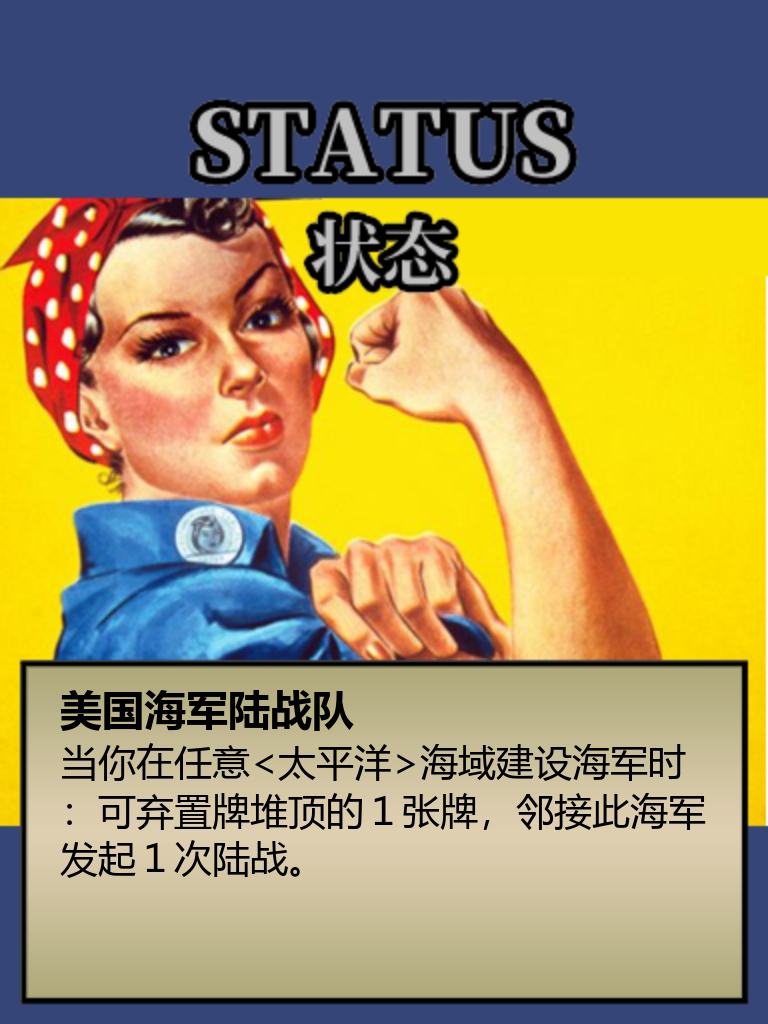 STATUS
状态
美国海军陆战队
当你在任意<太平洋>海域建设海军时
：可弃置牌堆顶的1张牌，邻接此海军
发起1次陆战。